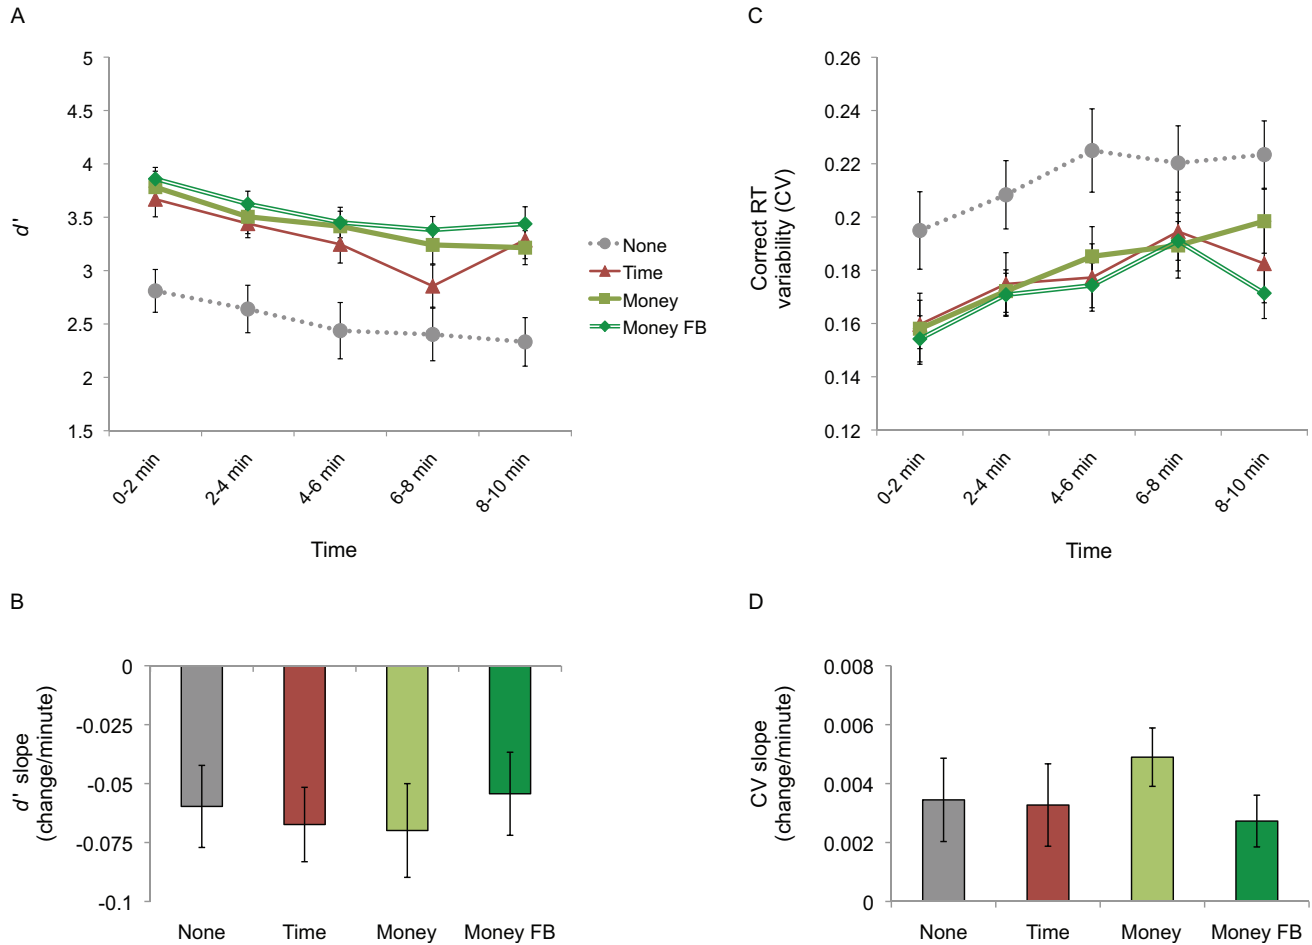 A
5
4.5
4
3.5
3
2.5
2
1.5
d'
0-2 min
2-4 min
4-6 min
6-8 min
8-10 min
Time
None
Time
Money
Money FB
C
0.26
0.24
0.22
0.2
0.18
0.16
0.14
0.12
Correct RT
variability (CV)
0-2 min
2-4 min
4-6 min
6-8 min
8-10 min
Time
B
0
-0.025
-0.05
-0.075
-0.1
d' slope
(change/minute)
None
Time
Money
Money FB
D
0.008
0.006
0.004
0.002
0
CV slope
(change/minute)
None
Time
Money
Money FB